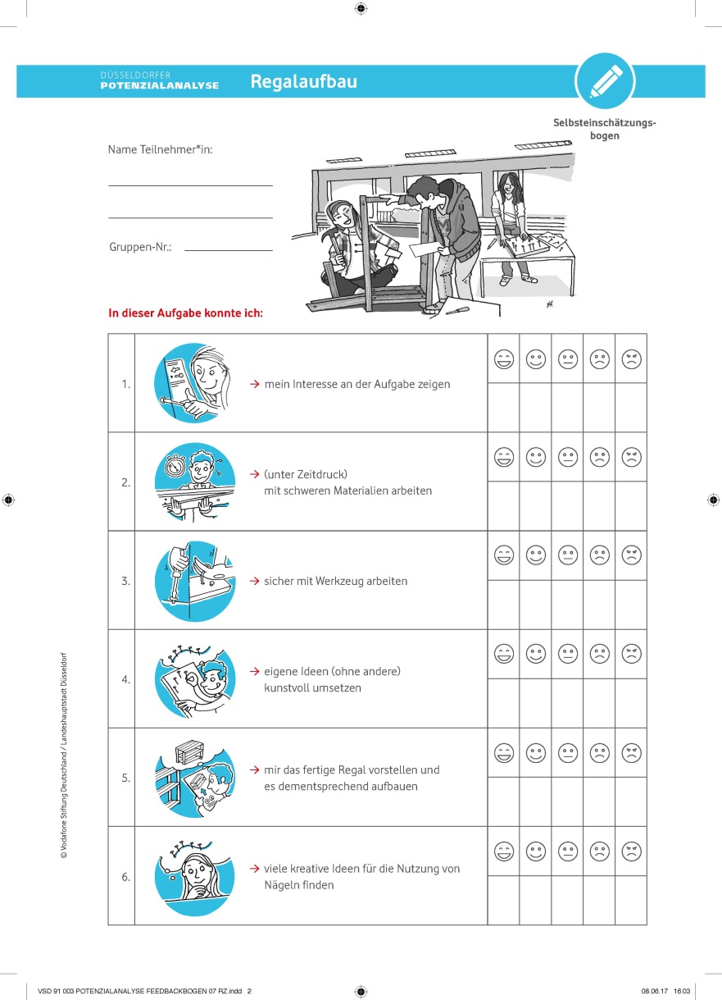 DÜSSELDORFER
POTENZIALANALYSE
Regalaufbau
Selbsteinschätzungs-
bogen
Name Teilnehmer*in:
Gruppen-Nr.:
In dieser Aufgabe konnte ich:
1.
→ mein Interesse an der Aufgabe zeigen
2.
→ (unter Zeitdruck)
mit schweren Materialien arbeiten
3.
→ sicher mit Werkzeug arbeiten
4.
→ eigene Ideen (ohne andere)
kunstvoll umsetzen
5.
→ mir das fertige Regal vorstellen und
es dementsprechend aufbauen
6.
→ viele kreative Ideen für die Nutzung von
Nägeln finden
© Vodafone Stiftung Deutschland / Landeshauptstadt Düsseldorf
VSD 91 003 POTENZIALANALYSE FEEDBACKBOGEN 07 RZ.indd 2
08.06.17 16:03